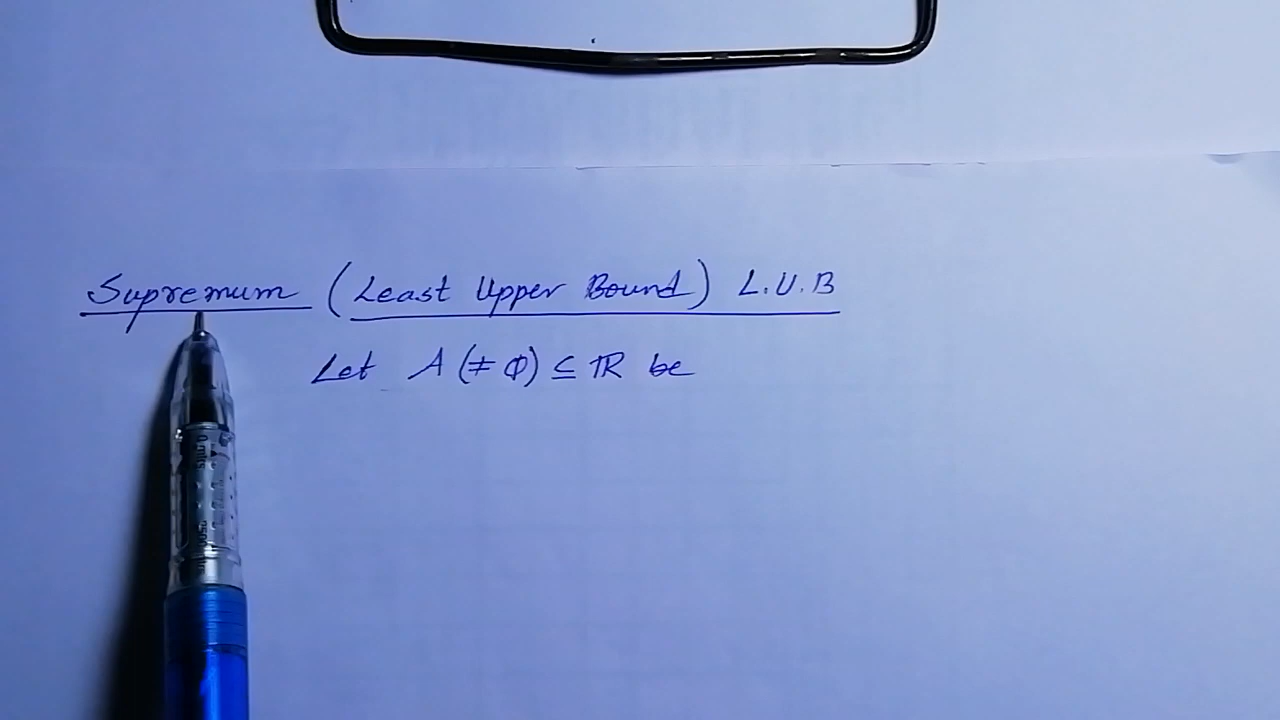 Supremum (Least Upper Bound) L.U.B
Let A (≠ Φ) ⊆ ℝ be